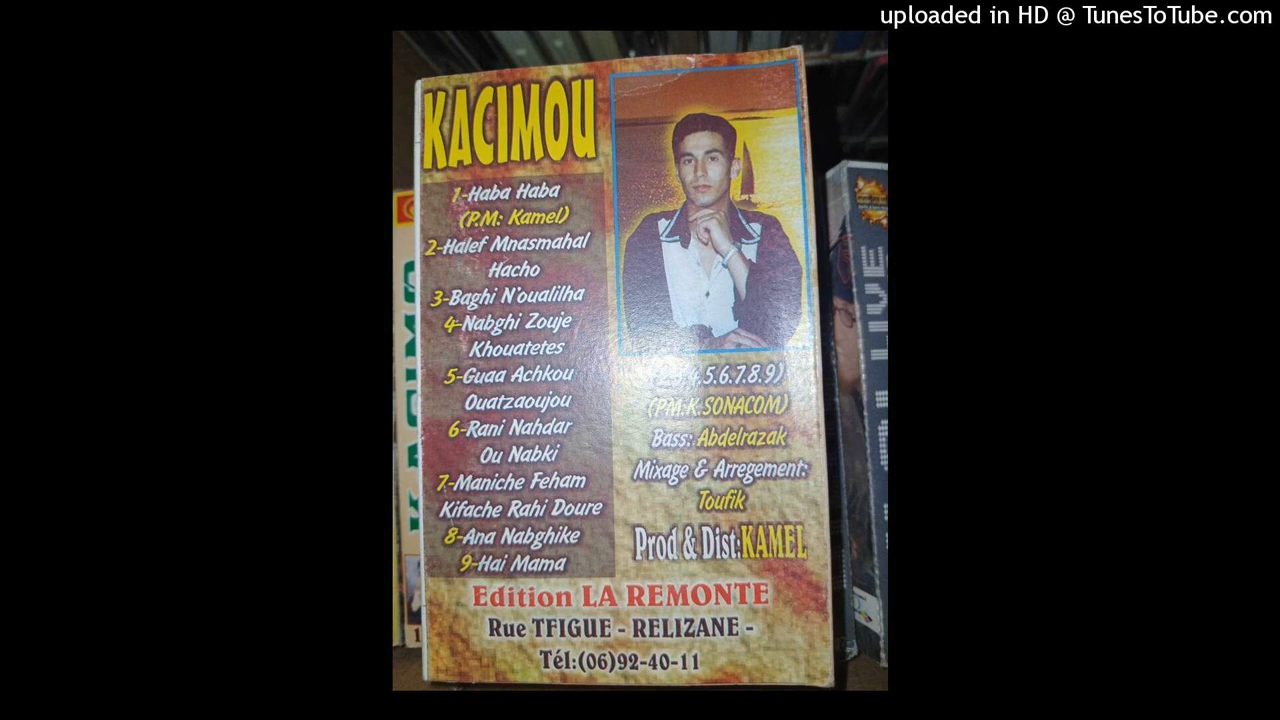 uploaded in HD @ TunesToTube.com
KACIMOU
1-Haba Haba
(P.M: Kamel)
2-Halef Mnasmahal
Hacho
3-Baghi N'oualilha
4-Nabghi Zouje
Khouatetes
5-Guaa Achkou
Ouatzaoujou
6-Rani Nahdar
Ou Nabki
7-Maniche Feham
Kifache Rahi Doure
8-Ana Nabghike
9-Hai Mama
4.5.6.7.8.9)
(PM:K.SONACOM)
Bass: Abdelrazak
Mixage & Arregement:
Toufik
Prod & Dist:KAMEL
Edition LA REMONTE
Rue TFIGUE - RELIZANE -
Tél:(06)92-40-11
KACIMO
LIVE